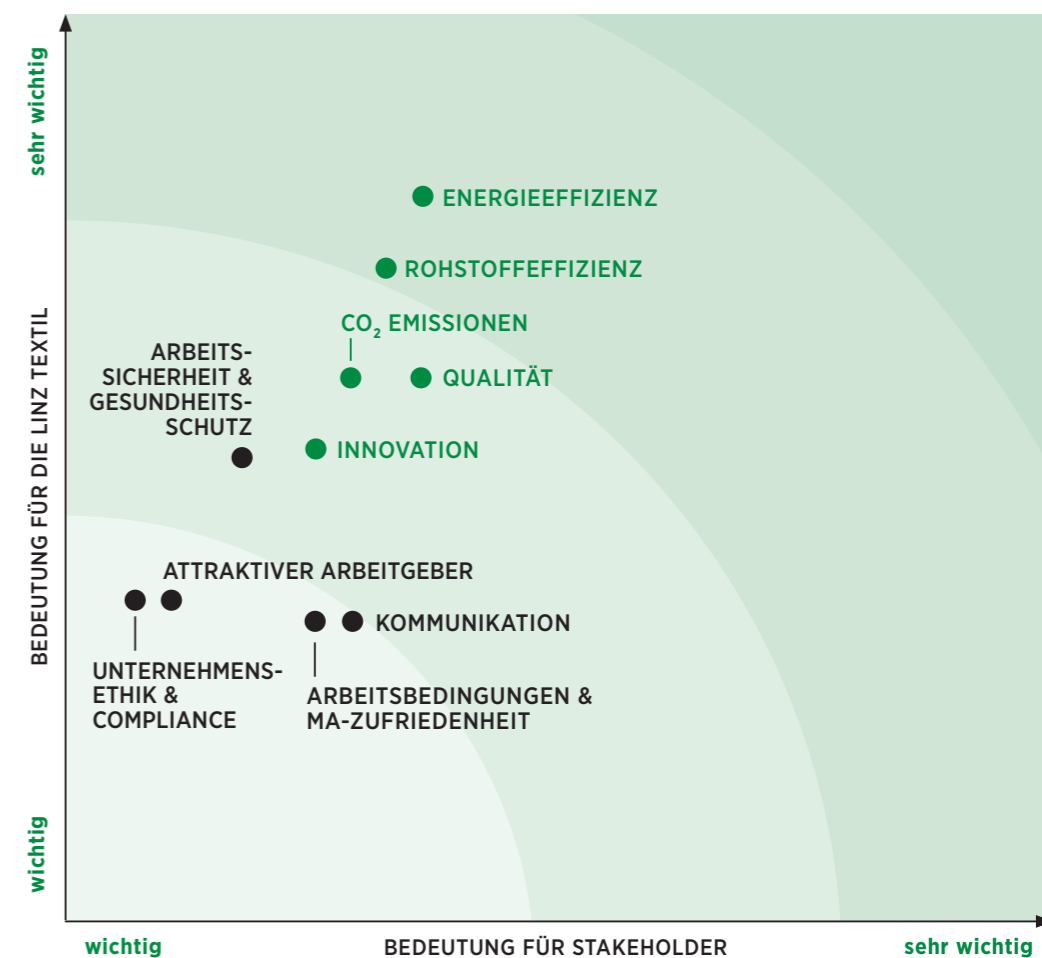 sehr wichtig
BEDEUTUNG FÜR DIE LINZ TEXTIL
wichtig
ENERGIEEFFIZIENZ
ROHSTOFFEFFIZIENZ
CO₂ EMISSIONEN
QUALITÄT
INNOVATION
ARBEITS-
SICHERHEIT &
GESUNDHEITS-
SCHUTZ
ATTRAKTIVER ARBEITGEBER
KOMMUNIKATION
UNTERNEHMENS-
ETHIK &
COMPLIANCE
ARBEITSBEDINGUNGEN &
MA-ZUFRIEDENHEIT
wichtig
BEDEUTUNG FÜR STAKEHOLDER
sehr wichtig